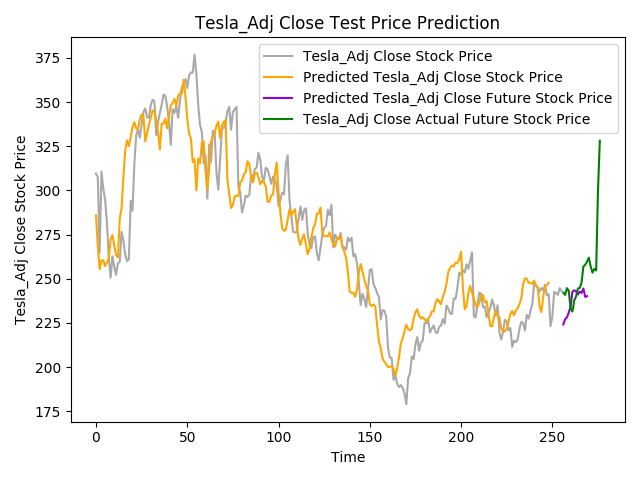 Tesla_Adj Close Test Price Prediction
Tesla_Adj Close Stock Price
Predicted Tesla_Adj Close Stock Price
Predicted Tesla_Adj Close Future Stock Price
Tesla_Adj Close Actual Future Stock Price
Tesla_Adj Close Stock Price
375
350
325
300
275
250
225
200
175
0 50 100 150 200 250
Time